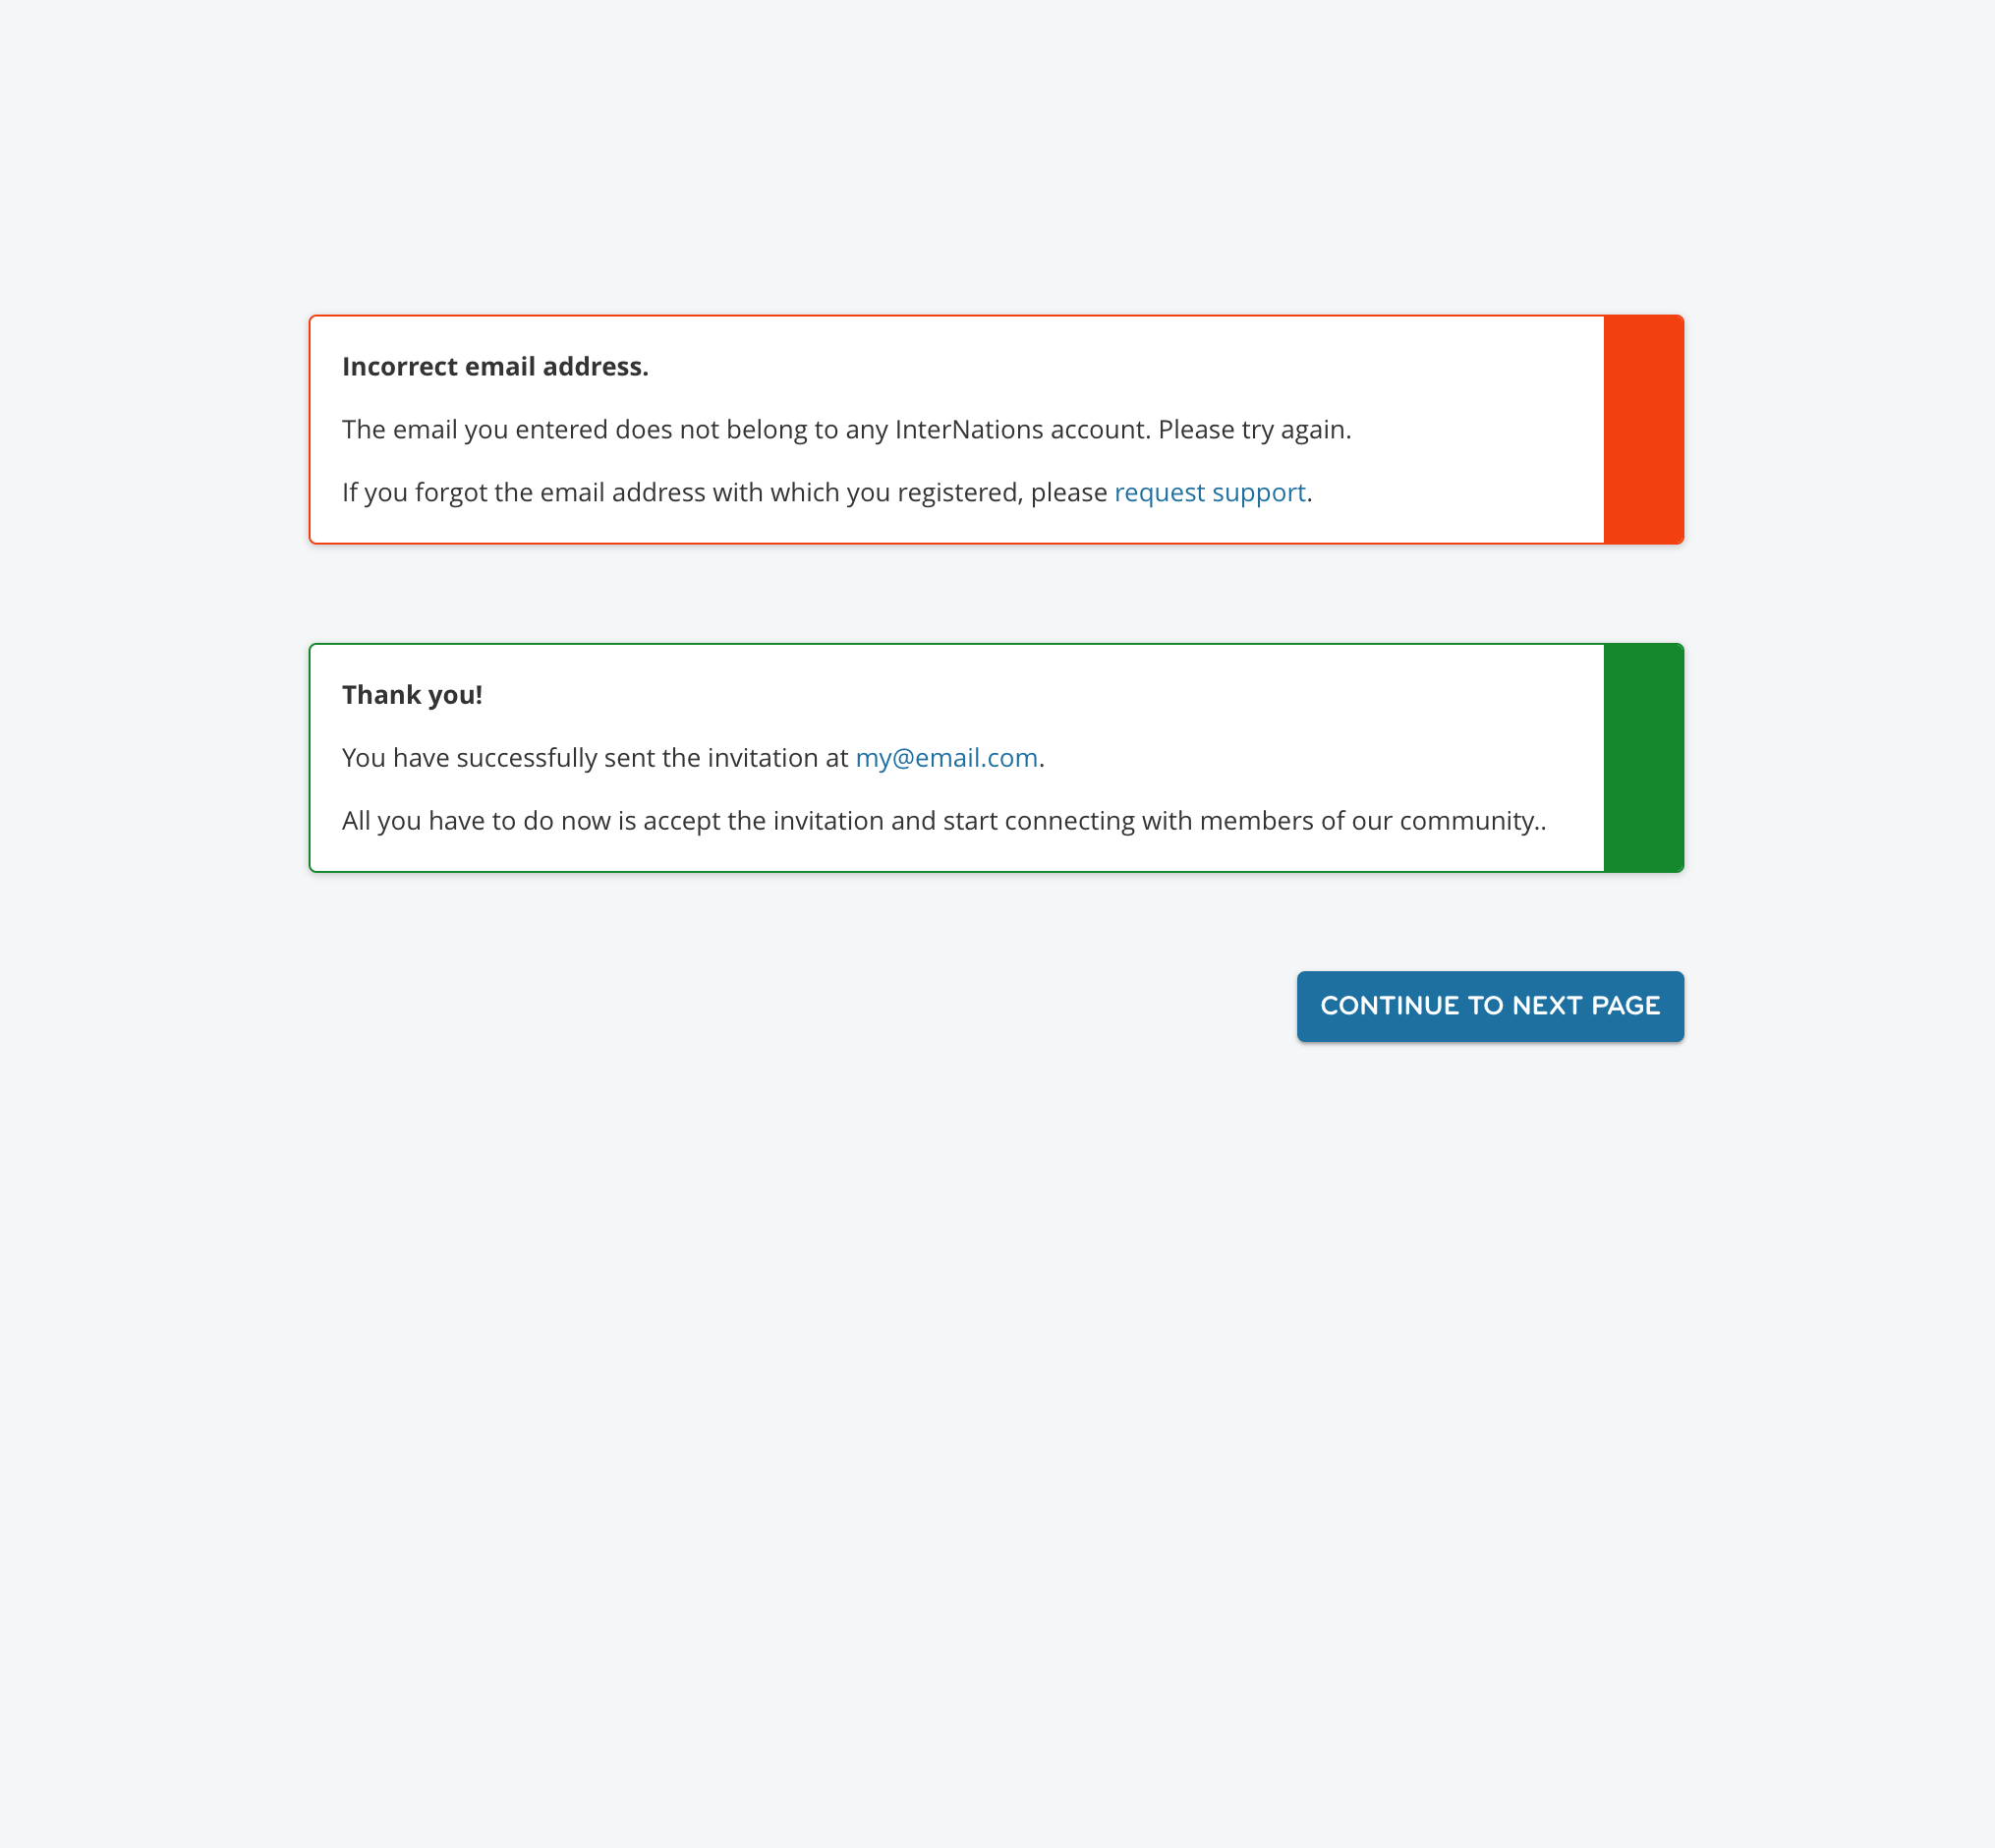 Incorrect email address.
The email you entered does not belong to any InterNations account. Please try again.
If you forgot the email address with which you registered, please request support.
Thank you!
You have successfully sent the invitation at my@email.com.
All you have to do now is accept the invitation and start connecting with members of our community..
CONTINUE TO NEXT PAGE